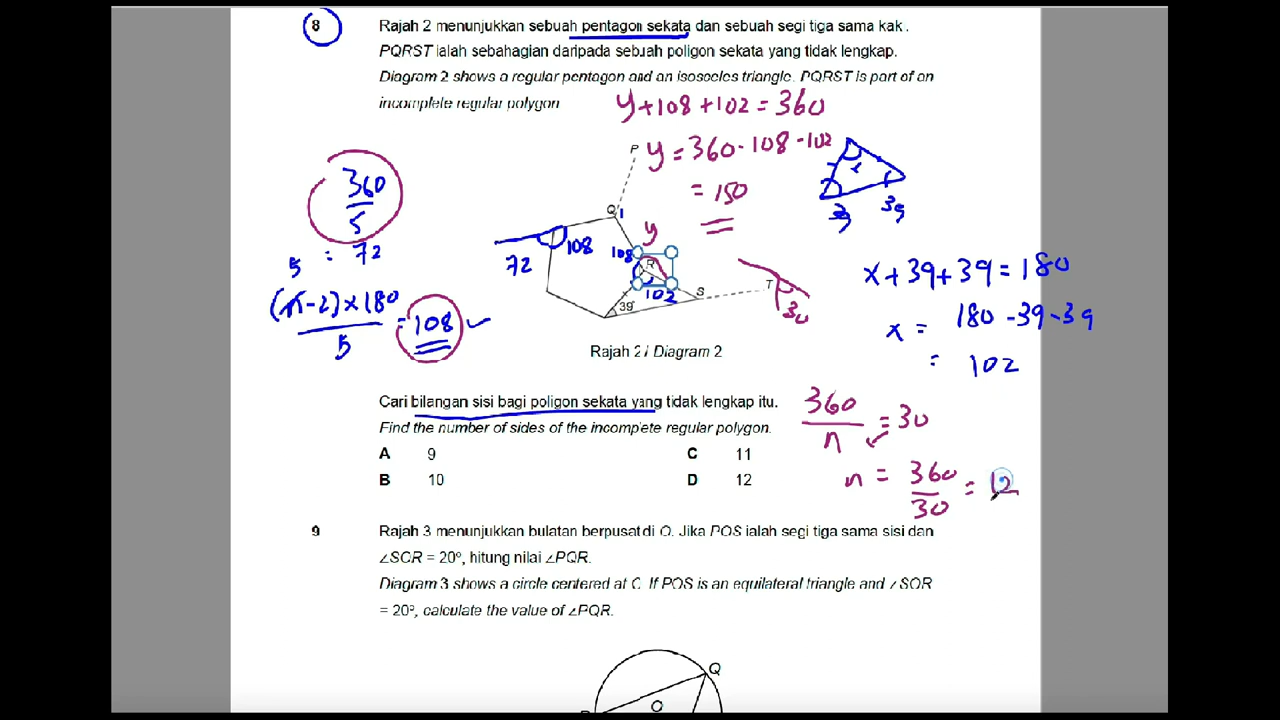 8 Rajah 2 menunjukkan sebuah pentagon sekata dan sebuah segi tiga sama kak.
PQRST ialah sebahagian daripada sebuah poligon sekata yang tidak lengkap.
Diagram 2 shows a regular pentagon and an isosceles triangle. PQRST is part of an
incomplete regular polygon
y+108+102=360
y=360-108-102
=150
P
Q
y
108
R
102
S
T
39°
108
72
30
360
5
= 72
5
(n-2)×180
5
=108
x
39
39
x+39+39=180
x= 180-39-39
= 102
Rajah 2 / Diagram 2
Cari bilangan sisi bagi poligon sekata yang tidak lengkap itu.
Find the number of sides of the incomplete regular polygon.
A 9 C 11
B 10 D 12
360
n
=30
n = 360
30
= 12
9 Rajah 3 menunjukkan bulatan berpusat di O. Jika POS ialah segi tiga sama sisi dan
∠SCR = 20°, hitung nilai ∠PQR.
Diagram 3 shows a circle centered at C. If POS is an equilateral triangle and ∠SOR
= 20°, calculate the value of ∠PQR.
Q
O